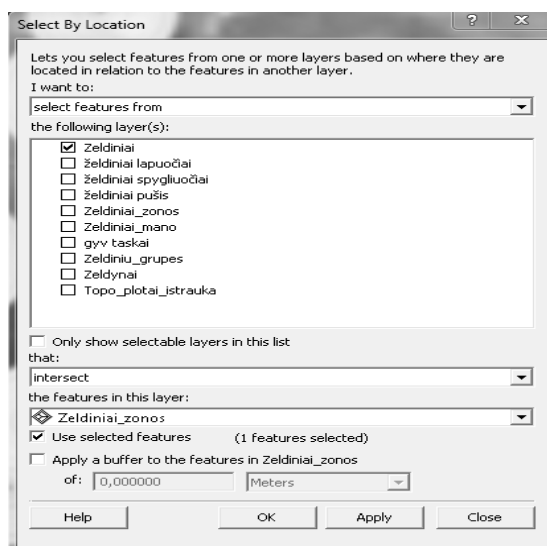 Select By Location
Lets you select features from one or more layers based on where they are
located in relation to the features in another layer.
I want to:
select features from
the following layer(s):
Zeldiniai
želdiniai lapuočiai
želdiniai spygliuočiai
želdiniai pušis
Zeldiniai_zonos
Zeldiniai_mano
gyv taskai
Zeldiniu_grupes
Zeldynai
Topo_plotai_istrauka
Only show selectable layers in this list
that:
intersect
the features in this layer:
Zeldiniai_zonos
Use selected features (1 features selected)
Apply a buffer to the features in Zeldiniai_zonos
of: 0,000000 Meters
Help OK Apply Close